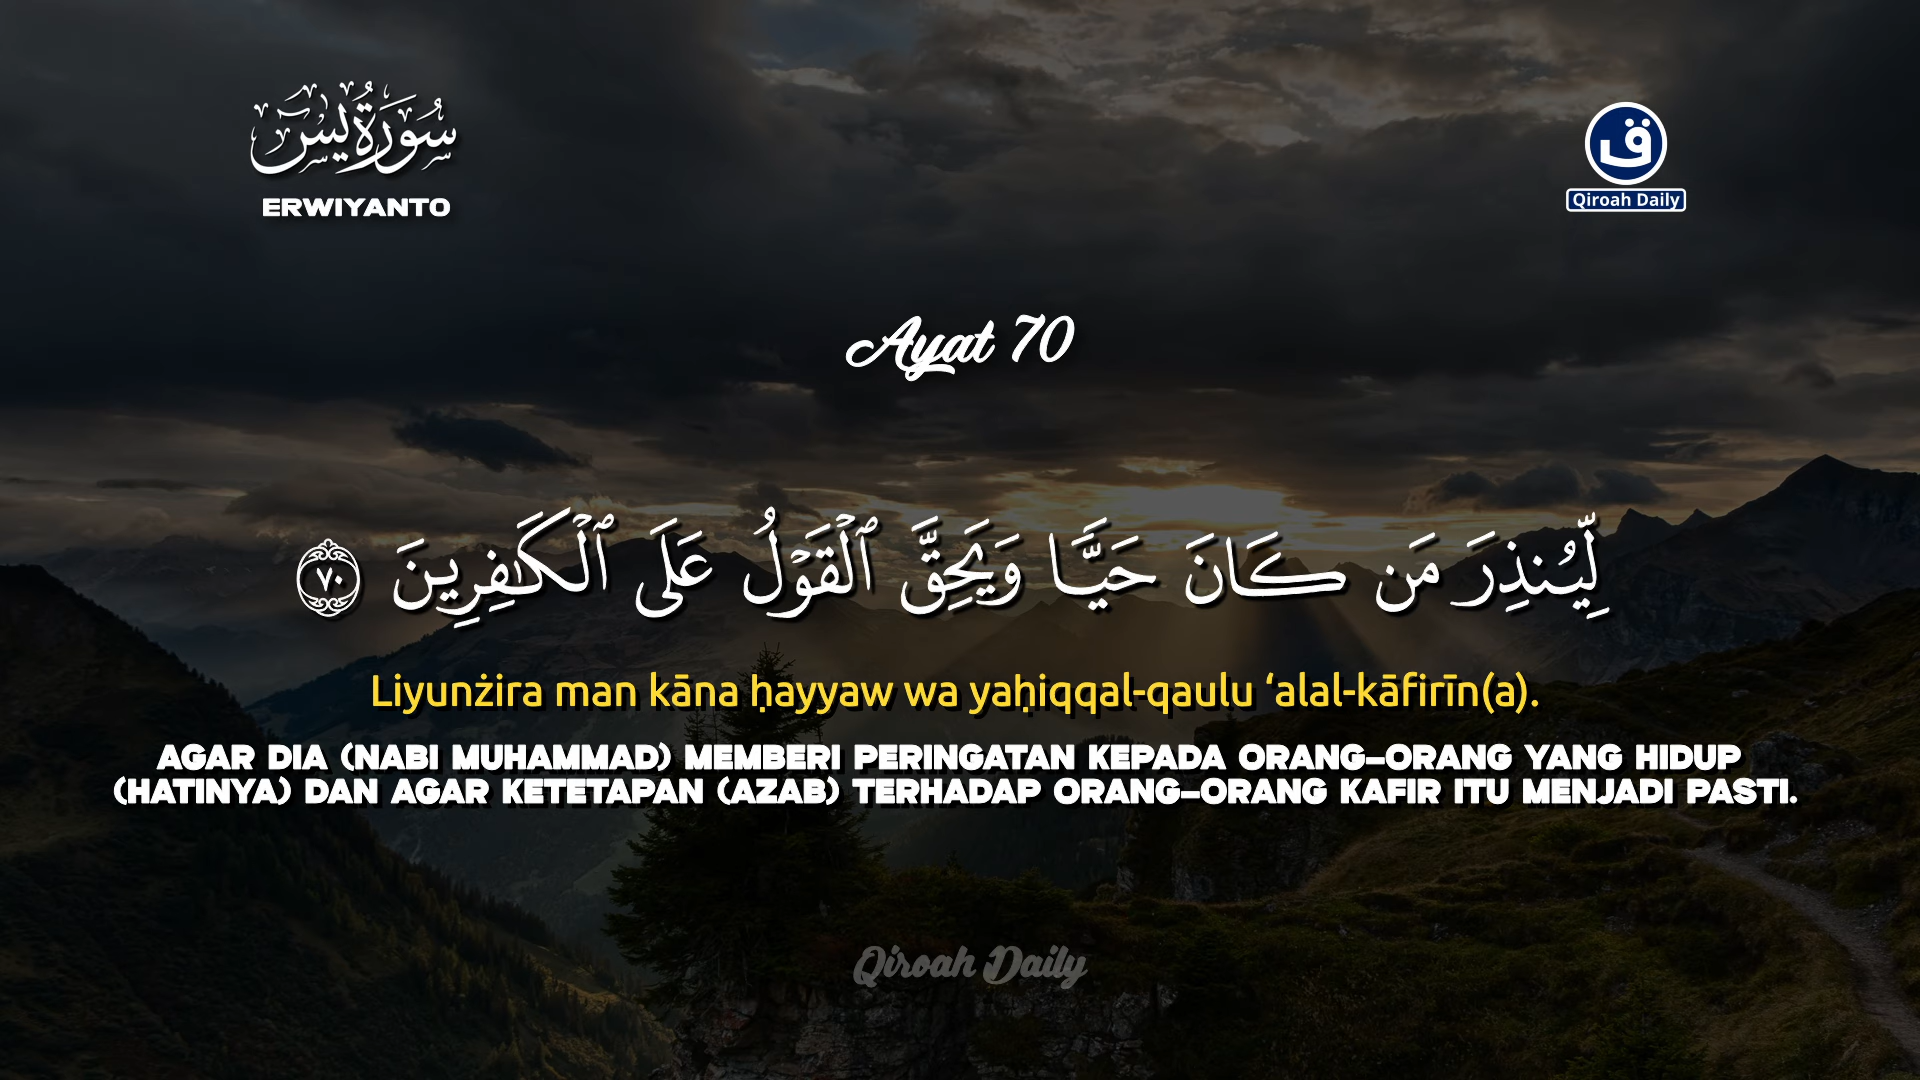 سُورَةُ يسٓ
ERWIYANTO
ق
Qiroah Daily
Ayat 70
لِّيُنذِرَ مَن كَانَ حَيًّا وَيَحِقَّ ٱلْقَوْلُ عَلَى ٱلْكَٰفِرِينَ ٧٠
Liyunżira man kāna ḥayyaw wa yaḥiqqal-qaulu ‘alal-kāfirīn(a).
AGAR DIA (NABI MUHAMMAD) MEMBERI PERINGATAN KEPADA ORANG-ORANG YANG HIDUP
(HATINYA) DAN AGAR KETETAPAN (AZAB) TERHADAP ORANG-ORANG KAFIR ITU MENJADI PASTI.
Qiroah Daily